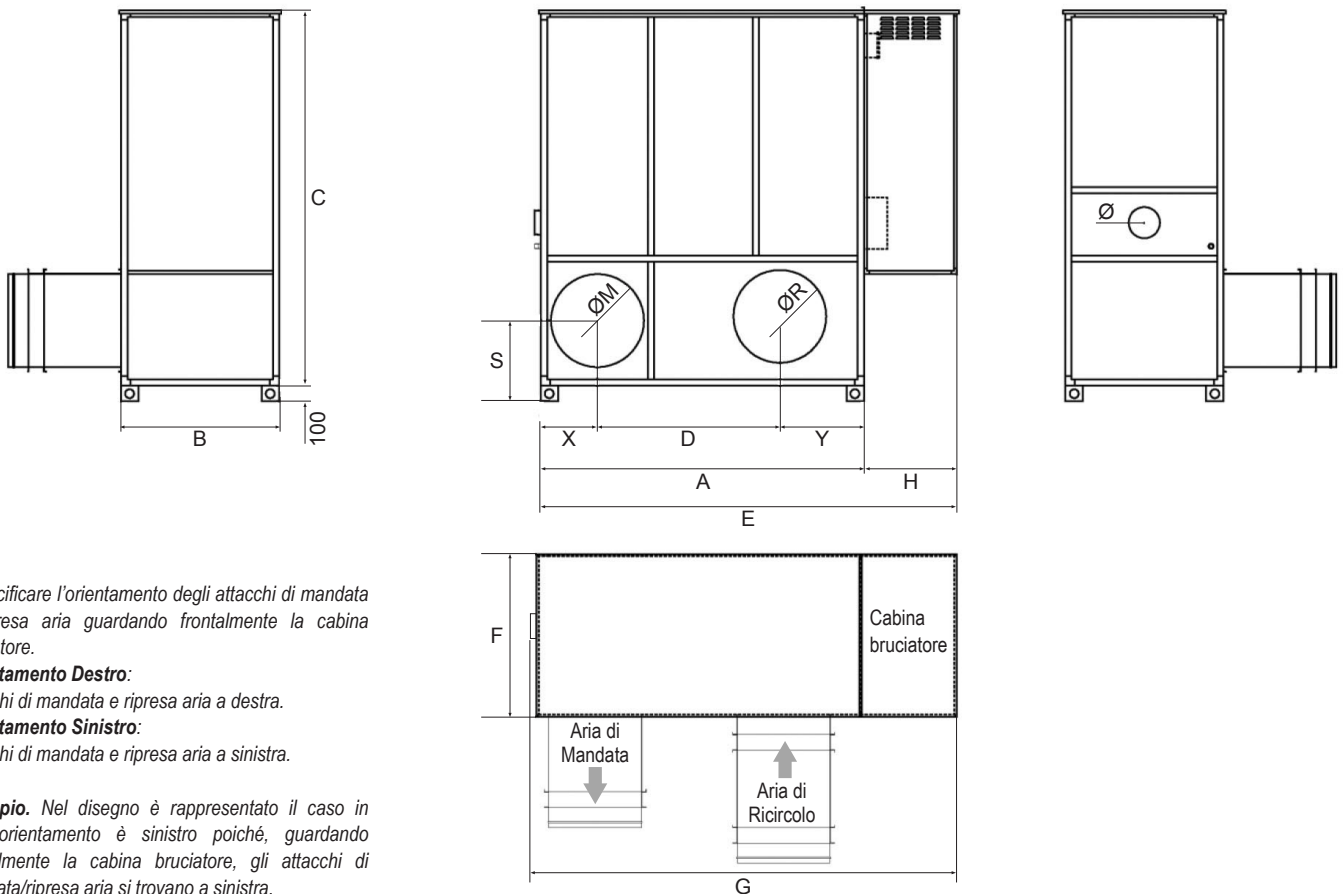 C
B
100
ØM
ØR
S
X
D
Y
A
H
E
Ø
cificare l’orientamento degli attacchi di mandata
resa aria guardando frontalmente la cabina
tore.
tamento Destro:
hi di mandata e ripresa aria a destra.
tamento Sinistro:
hi di mandata e ripresa aria a sinistra.
pio. Nel disegno è rappresentato il caso in
orientamento è sinistro poiché, guardando
lmente la cabina bruciatore, gli attacchi di
ata/ripresa aria si trovano a sinistra.
F
Cabina
bruciatore
Aria di
Mandata
Aria di
Ricircolo
G